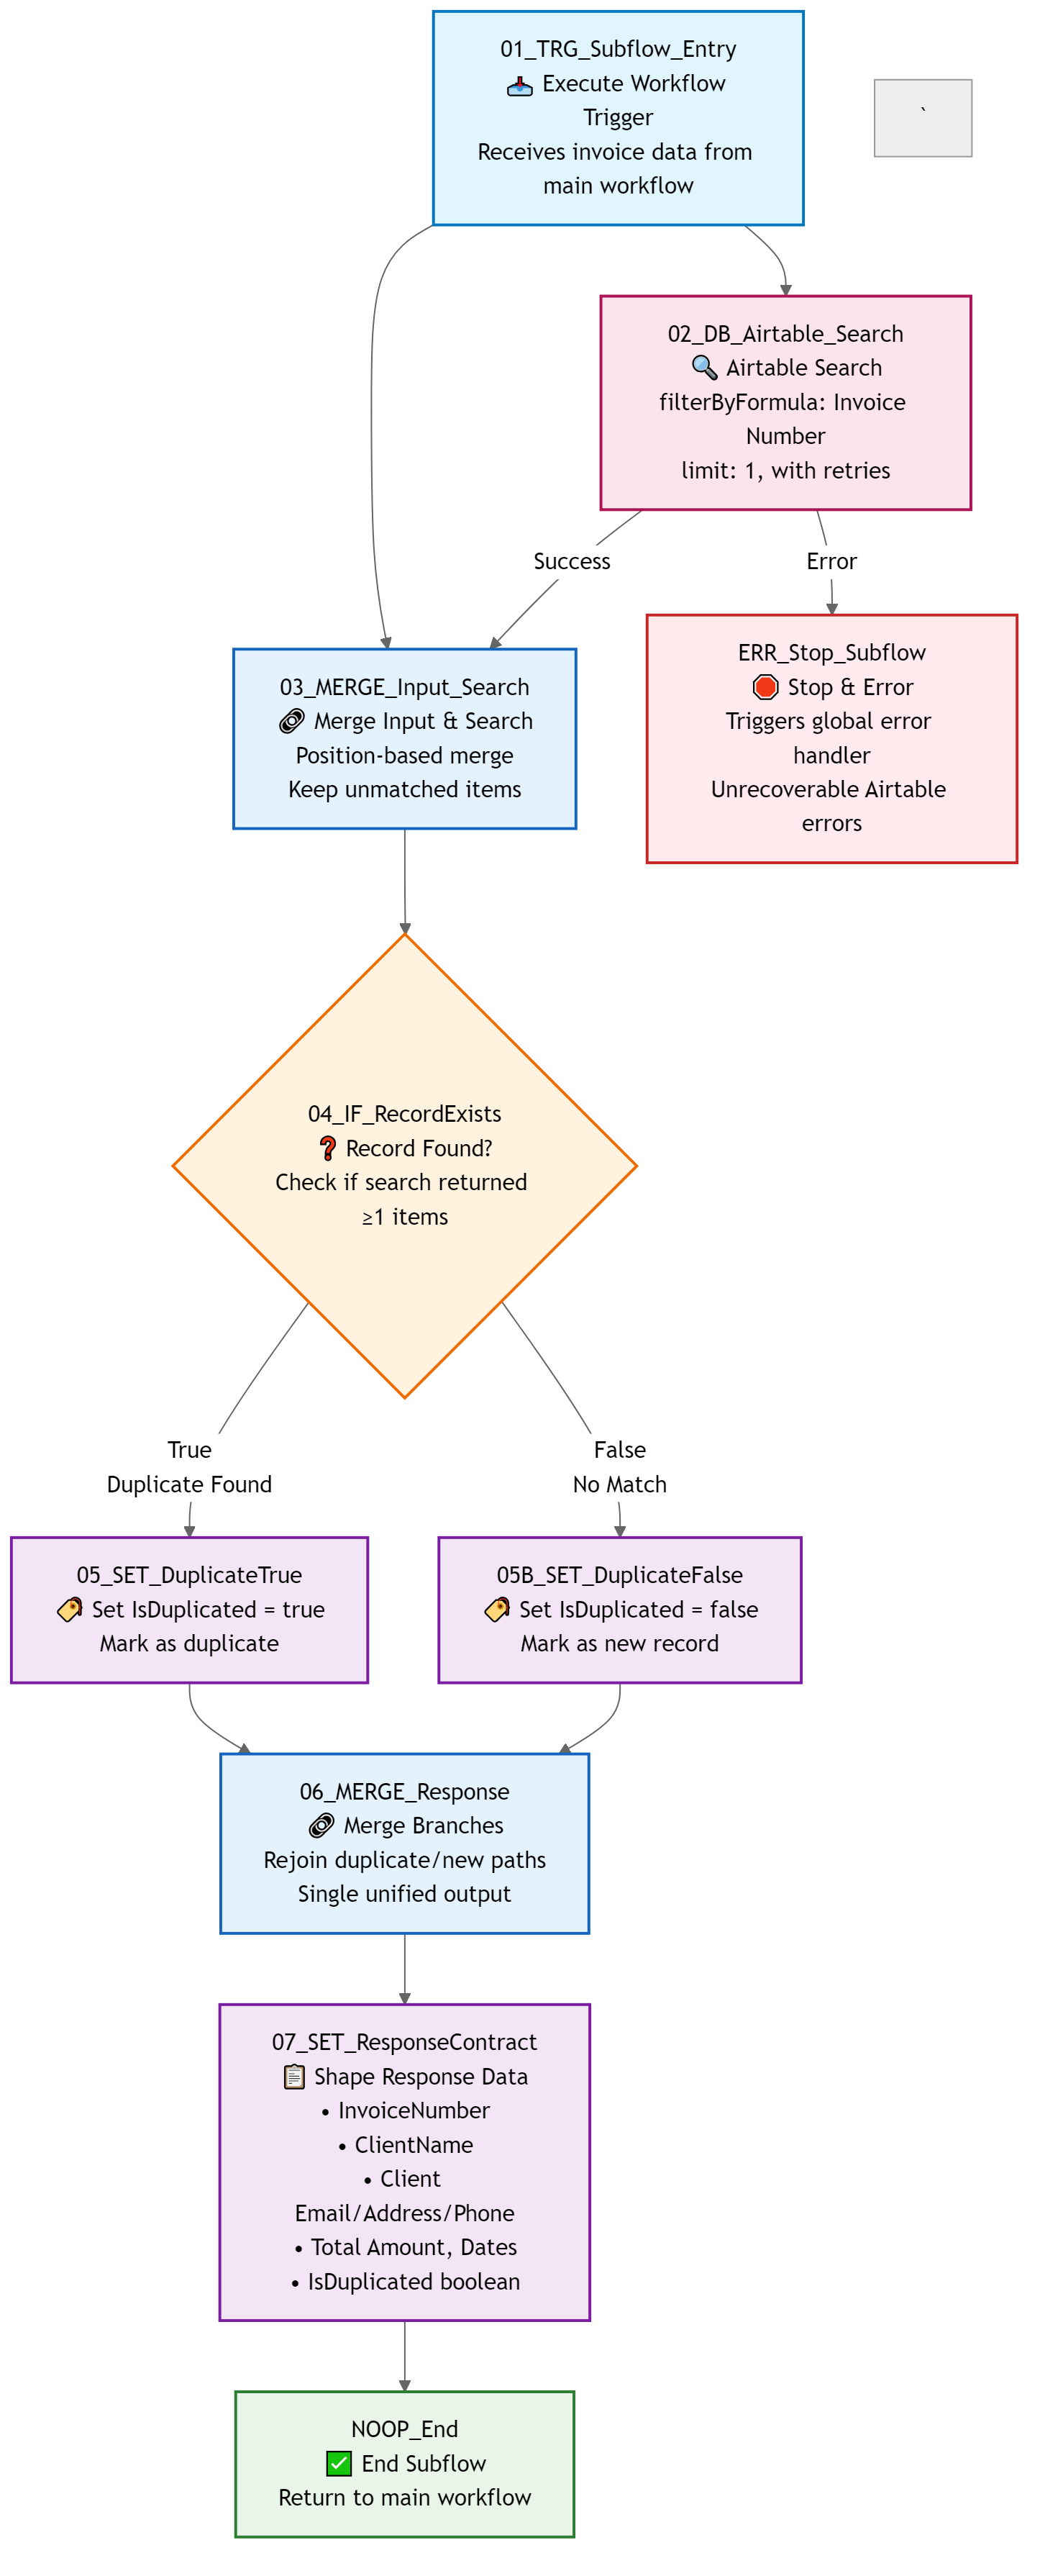 01_TRG_Subflow_Entry
📥 Execute Workflow
Trigger
Receives invoice data from
main workflow
`
02_DB_Airtable_Search
🔍 Airtable Search
filterByFormula: Invoice
Number
limit: 1, with retries
Success
Error
ERR_Stop_Subflow
🛑 Stop & Error
Triggers global error
handler
Unrecoverable Airtable
errors
03_MERGE_Input_Search
🔗 Merge Input & Search
Position-based merge
Keep unmatched items
04_IF_RecordExists
❓ Record Found?
Check if search returned
≥1 items
True
Duplicate Found
False
No Match
05_SET_DuplicateTrue
🏷️ Set IsDuplicated = true
Mark as duplicate
05B_SET_DuplicateFalse
🏷️ Set IsDuplicated = false
Mark as new record
06_MERGE_Response
🔗 Merge Branches
Rejoin duplicate/new paths
Single unified output
07_SET_ResponseContract
📋 Shape Response Data
• InvoiceNumber
• ClientName
• Client
Email/Address/Phone
• Total Amount, Dates
• IsDuplicated boolean
NOOP_End
✅ End Subflow
Return to main workflow